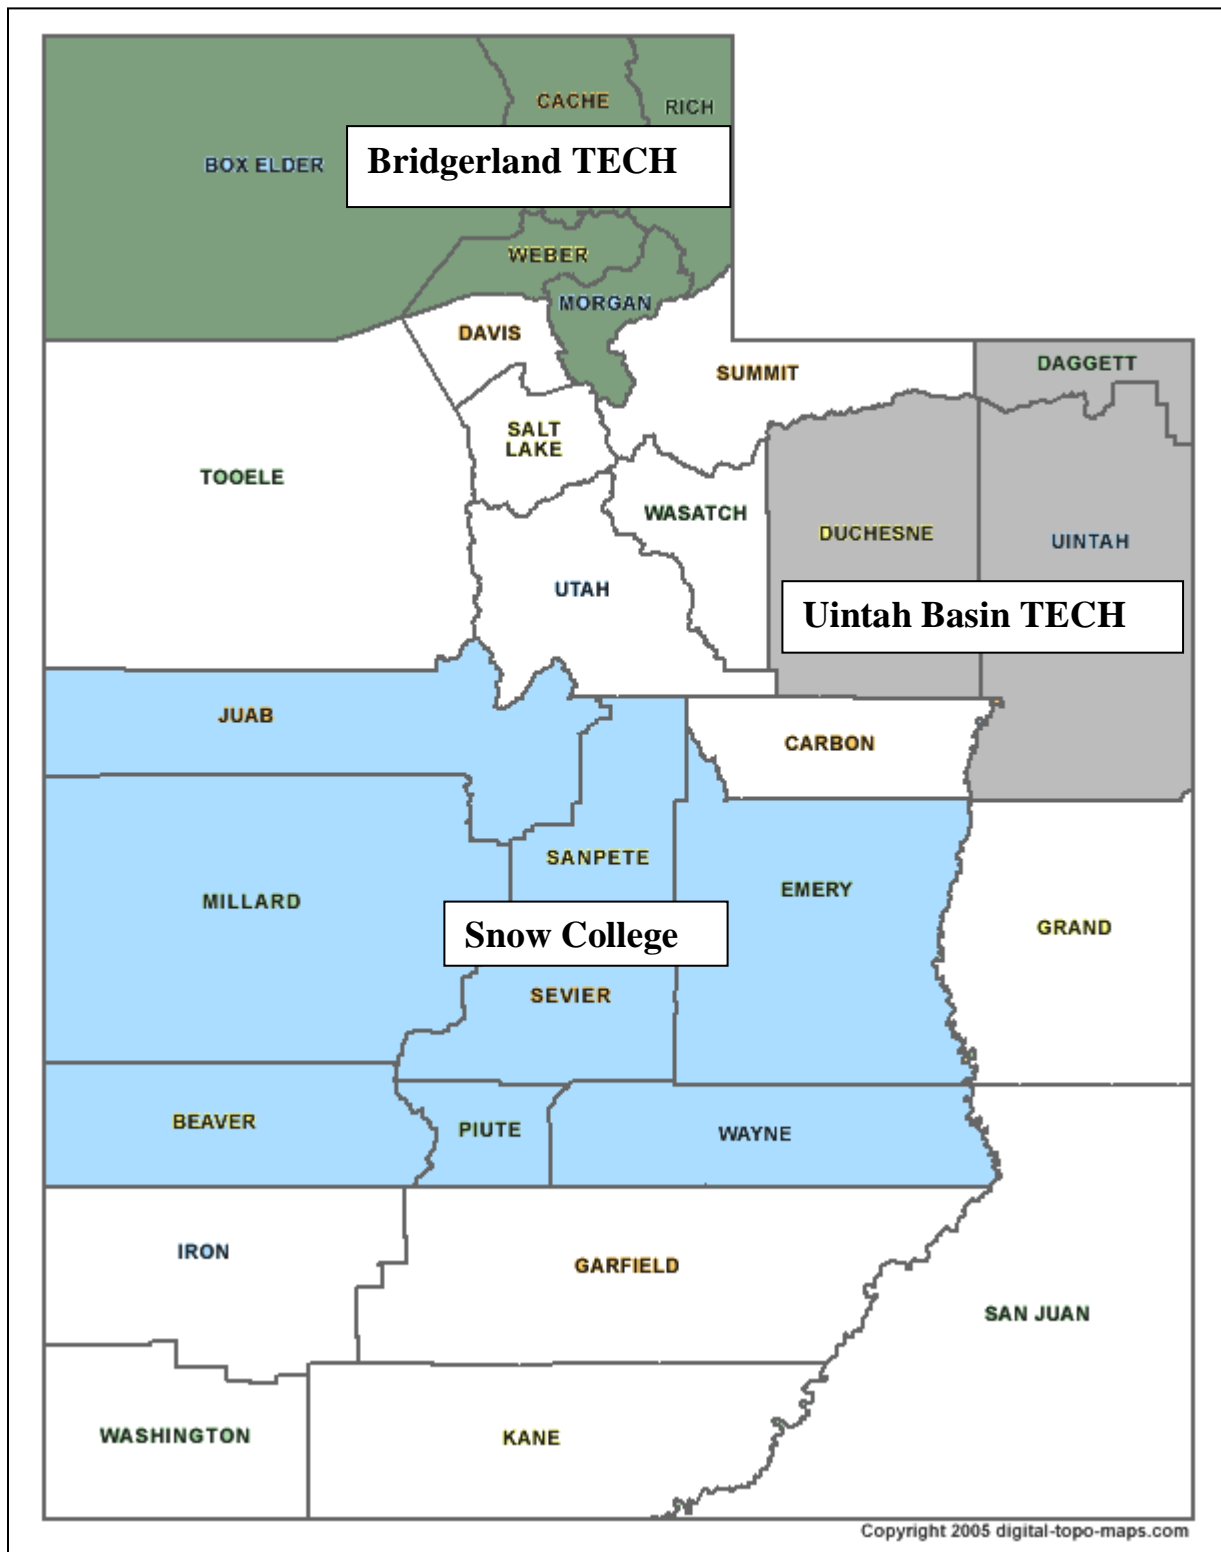 CACHE
RICH
BOX ELDER
Bridgerland TECH
WEBER
MORGAN
DAVIS
SUMMIT
DAGGETT
SALT
LAKE
TOOELE
WASATCH
DUCHESNE
UINTAH
UTAH
Uintah Basin TECH
JUAB
CARBON
SANPETE
EMERY
MILLARD
GRAND
Snow College
SEVIER
BEAVER
PIUTE
WAYNE
IRON
GARFIELD
SAN JUAN
WASHINGTON
KANE
Copyright 2005 digital-topo-maps.com